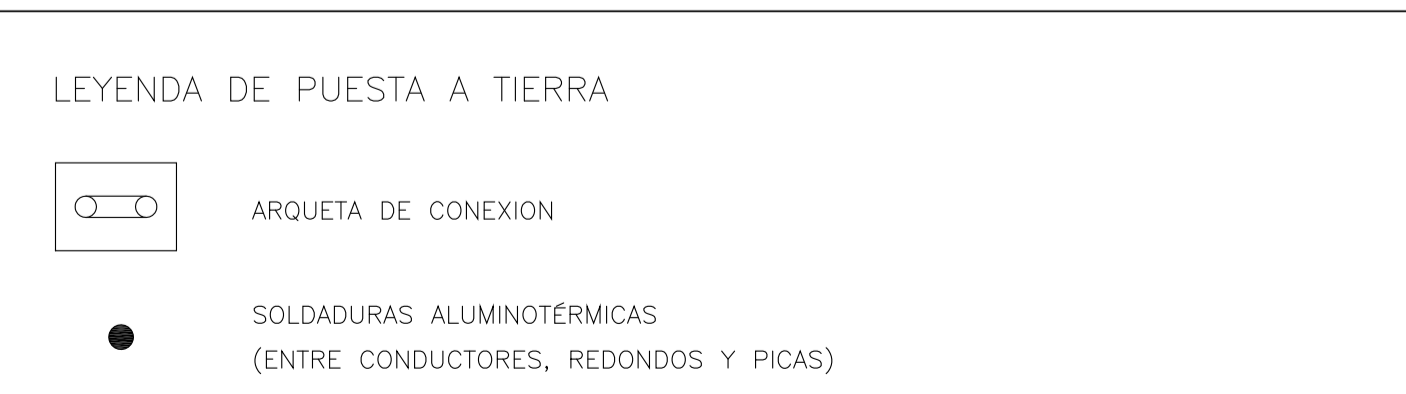 LEYENDA DE PUESTA A TIERRA
ARQUETA DE CONEXION
SOLDADURAS ALUMINOTÉRMICAS
(ENTRE CONDUCTORES, REDONDOS Y PICAS)